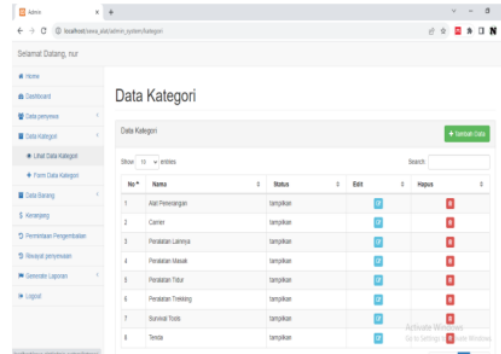 Admin
localhost/sewa_alat/admin_system/kategori
Selamat Datang, nur
Home
Dashboard
Data penyewa
Data Kategori
Lihat Data Kategori
Form Data Kategori
Data Barang
Keranjang
Permintaan Pengembalian
Riwayat penyewaan
Generate Laporan
Logout
Data Kategori
Data Kategori
+ Tambah Data
Show 10 entries
Search
No Nama Status Edit Hapus
1 Alat Penerangan tampilkan
2 Carrier tampilkan
3 Peralatan Lainnya tampilkan
4 Peralatan Masak tampilkan
5 Peralatan Tidur tampilkan
6 Peralatan Trekking tampilkan
7 Survival Tools tampilkan
8 Tenda tampilkan
Activate Windows
Go to Settings to activate Windows